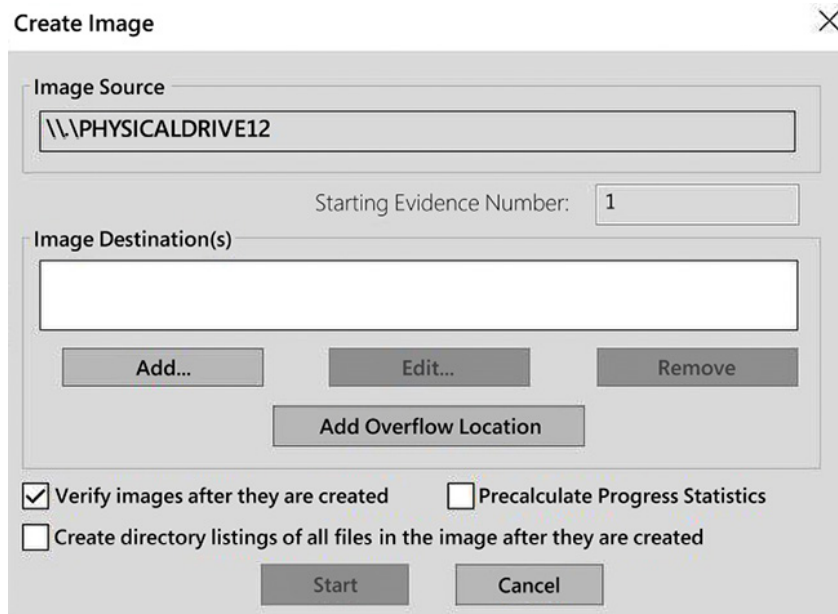 Create Image
Image Source
\\.\PHYSICALDRIVE12
Starting Evidence Number: 1
Image Destination(s)
Add... Edit... Remove
Add Overflow Location
Verify images after they are created Precalculate Progress Statistics
Create directory listings of all files in the image after they are created
Start Cancel